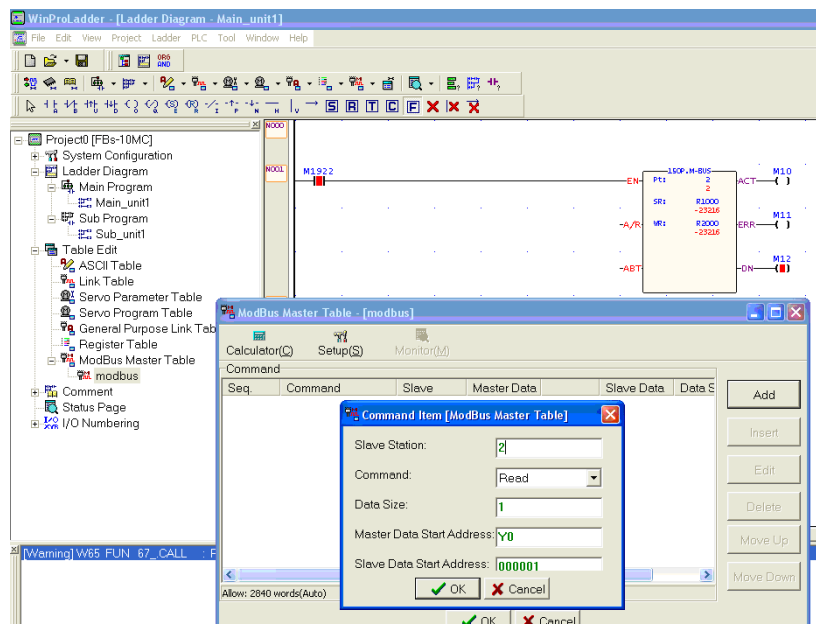 WinProLadder - [Ladder Diagram - Main_unit1]
File Edit View Project Ladder PLC Tool Window Help
ORG
AND
S R T C F
Project0 [FBs-10MC]
System Configuration
Ladder Diagram
Main Program
Main_unit1
Sub Program
Sub_unit1
Table Edit
ASCII Table
Link Table
Servo Parameter Table
Servo Program Table
General Purpose Link Tab
Register Table
ModBus Master Table
modbus
Comment
Status Page
I/O Numbering
N000
N001
M1922
150P.M-BUS
EN
Pt: 2
2
ACT
M10
SR: R1000
-23216
A/R
WR: R2000
-23216
ERR
M11
ABT
DN
M12
ModBus Master Table - [modbus]
Calculator(C) Setup(S) Monitor(M)
Command
Seq. Command Slave Master Data Slave Data Data S
Add
Insert
Edit
Delete
Move Up
Move Down
Command Item [ModBus Master Table]
Slave Station: 2
Command: Read
Data Size: 1
Master Data Start Address: Y0
Slave Data Start Address: 000001
OK Cancel
Allow: 2840 words(Auto)
OK Cancel
[Warning] W65 FUN 67_.CALL : F